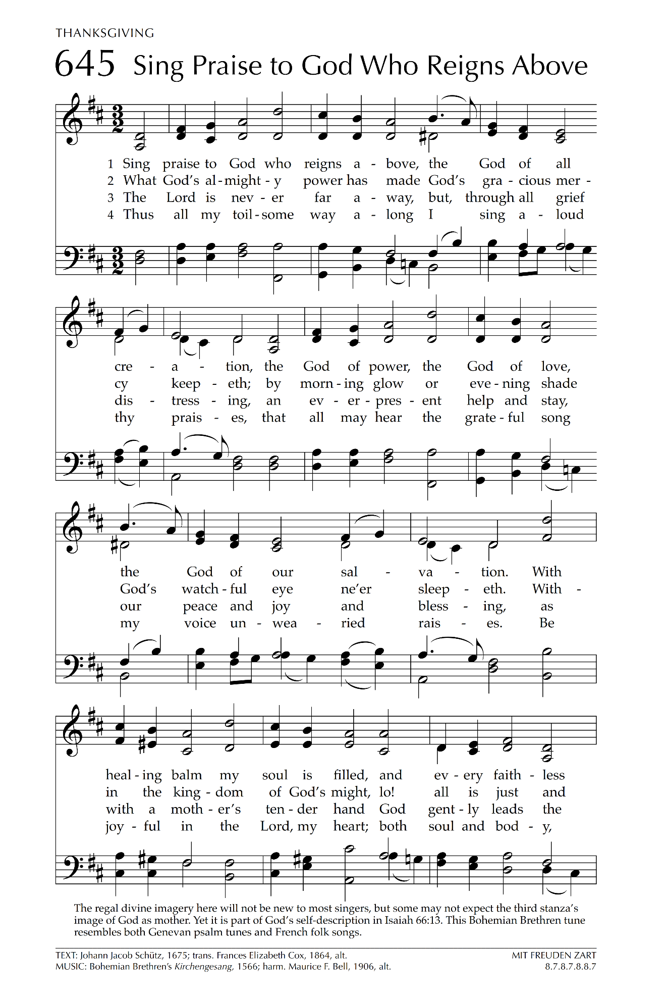 THANKSGIVING
645 Sing Praise to God Who Reigns Above
1 Sing praise to God who reigns a - bove, the God of all
2 What God's al - might - y power has made God's gra - cious mer -
3 The Lord is nev - er far a - way, but, through all grief
4 Thus all my toil - some way a - long I sing a - loud
cre - a - tion, the God of power, the God of love,
cy keep - eth; by morn - ing glow or eve - ning shade
dis - tress - ing, an ev - er - pres - ent help and stay,
thy prais - es, that all may hear the grate - ful song
the God of our sal - va - tion. With
God's watch - ful eye ne'er sleep - eth. With -
our peace and joy and bless - ing, as
my voice un - wea - ried rais - es. Be
heal - ing balm my soul is filled, and ev - ery faith - less
in the king - dom of God's might, lo! all is just and
with a moth - er's ten - der hand God gent - ly leads the
joy - ful in the Lord, my heart; both soul and bod - y,
The regal divine imagery here will not be new to most singers, but some may not expect the third stanza's
image of God as mother. Yet it is part of God's self-description in Isaiah 66:13. This Bohemian Brethren tune
resembles both Genevan psalm tunes and French folk songs.
TEXT: Johann Jacob Schütz, 1675; trans. Frances Elizabeth Cox, 1864, alt. MIT FREUDEN ZART
MUSIC: Bohemian Brethren's Kirchengesang, 1566; harm. Maurice F. Bell, 1906, alt. 8.7.8.7.8.8.7